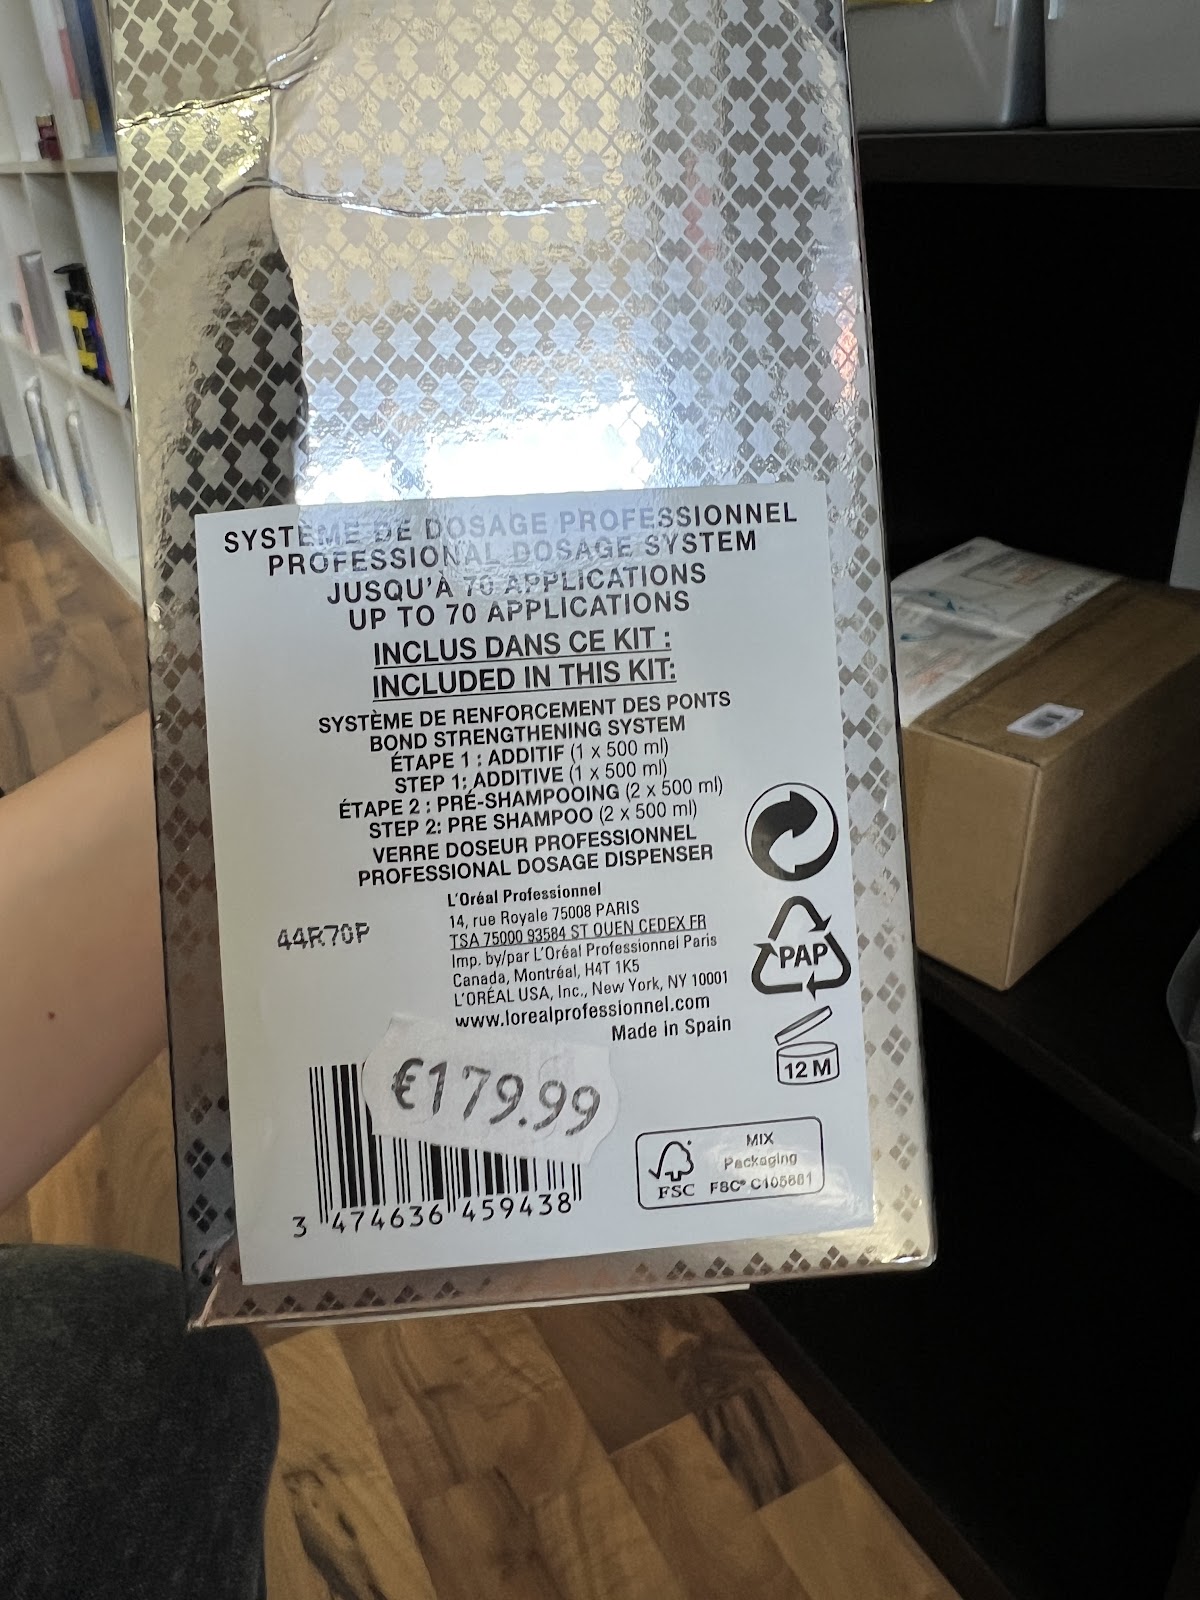 SYSTÈME DE DOSAGE PROFESSIONNEL
PROFESSIONAL DOSAGE SYSTEM
JUSQU'À 70 APPLICATIONS
UP TO 70 APPLICATIONS
INCLUS DANS CE KIT :
INCLUDED IN THIS KIT:
SYSTÈME DE RENFORCEMENT DES PONTS
BOND STRENGTHENING SYSTEM
ÉTAPE 1 : ADDITIF (1 x 500 ml)
STEP 1: ADDITIVE (1 x 500 ml)
ÉTAPE 2 : PRÉ-SHAMPOOING (2 x 500 ml)
STEP 2: PRE SHAMPOO (2 x 500 ml)
VERRE DOSEUR PROFESSIONNEL
PROFESSIONAL DOSAGE DISPENSER
L'Oréal Professionnel
14, rue Royale 75008 PARIS
TSA 75000 93584 ST OUEN CEDEX FR
Imp. by/par L'Oréal Professionnel Paris
Canada, Montréal, H4T 1K5
L'ORÉAL USA, Inc., New York, NY 10001
www.lorealprofessionnel.com
Made in Spain
44R70P
PAP
12 M
€179.99
3 474636 459438
MIX
Packaging
FSC
FSC® C105661